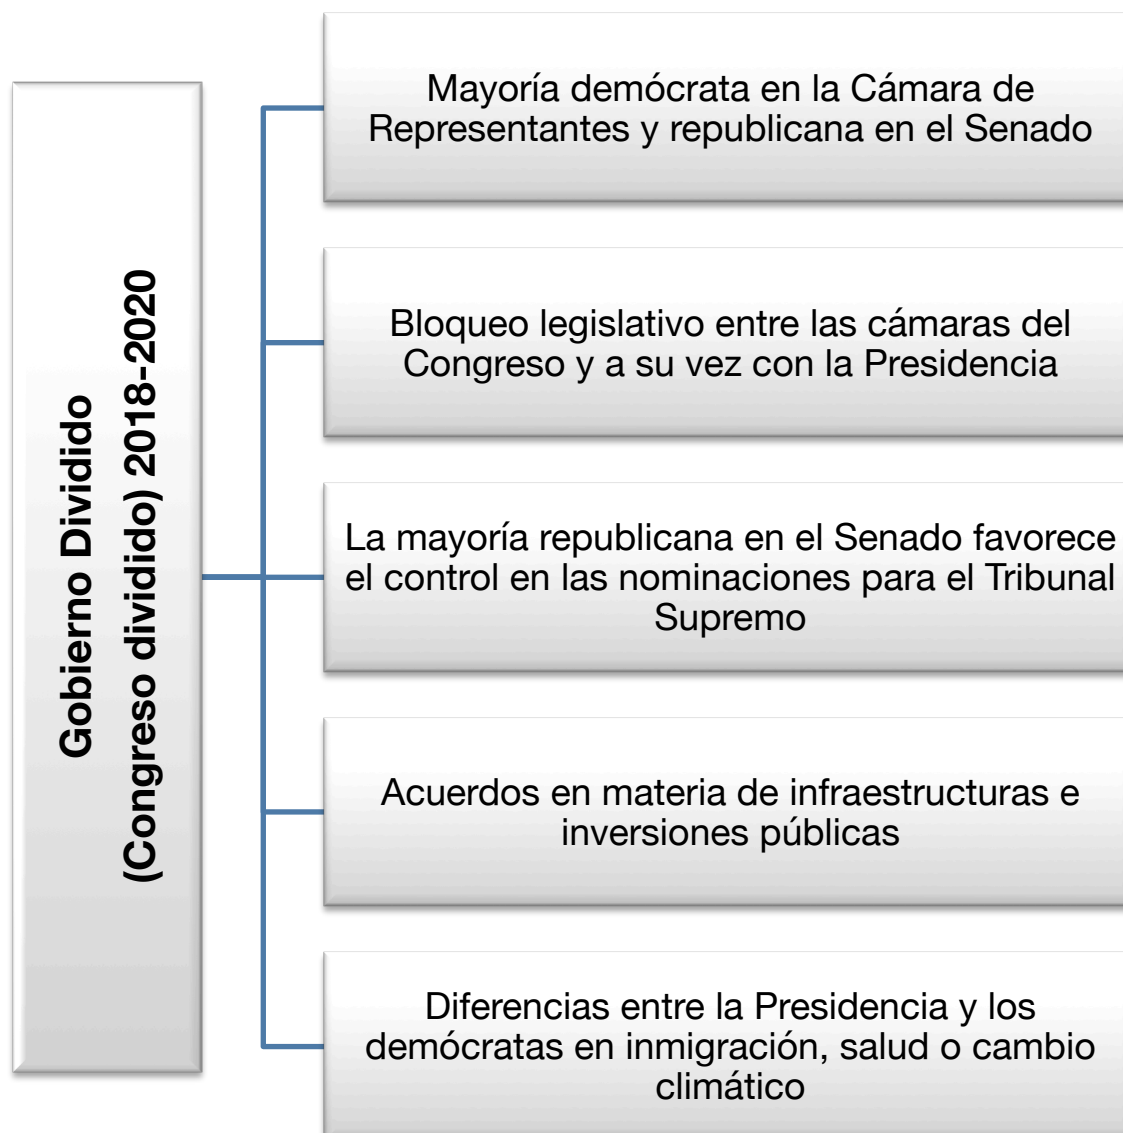 Gobierno Dividido
(Congreso dividido) 2018-2020
Mayoría demócrata en la Cámara de
Representantes y republicana en el Senado
Bloqueo legislativo entre las cámaras del
Congreso y a su vez con la Presidencia
La mayoría republicana en el Senado favorece
el control en las nominaciones para el Tribunal
Supremo
Acuerdos en materia de infraestructuras e
inversiones públicas
Diferencias entre la Presidencia y los
demócratas en inmigración, salud o cambio
climático